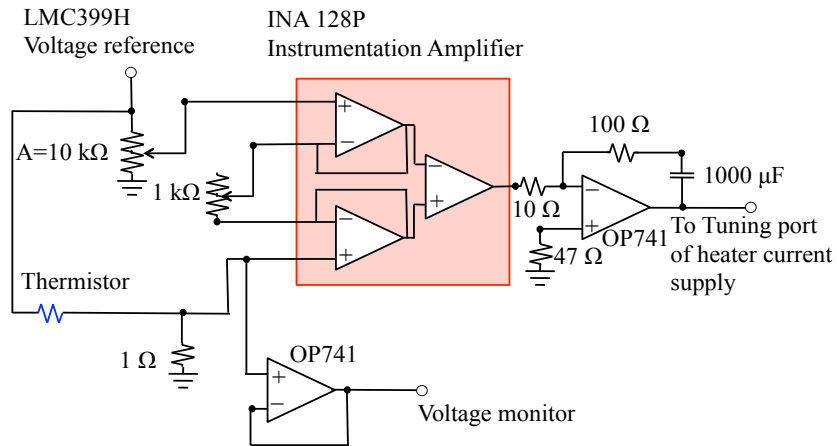 LMC399H
Voltage reference
INA 128P
Instrumentation Amplifier
A=10 kΩ
1 kΩ
+
−
−
+
−
+
100 Ω
1000 μF
10 Ω
−
+
OP741
47 Ω
To Tuning port
of heater current
supply
Thermistor
1 Ω
OP741
+
−
Voltage monitor